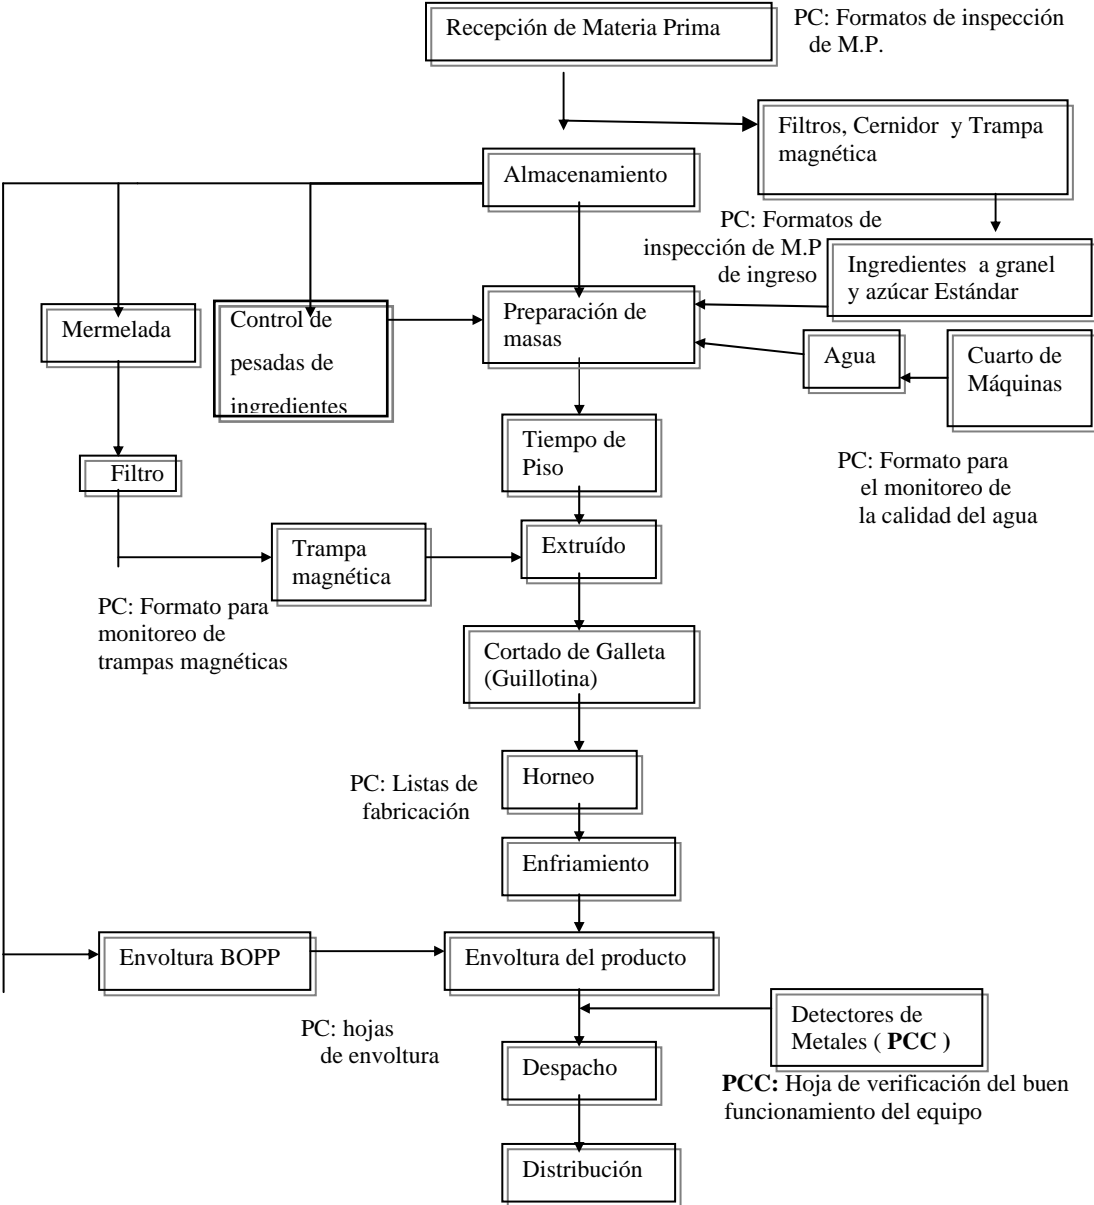 Recepción de Materia Prima
PC: Formatos de inspección
de M.P.
Filtros, Cernidor y Trampa
magnética
Almacenamiento
PC: Formatos de
inspección de M.P
de ingreso
Ingredientes a granel
y azúcar Estándar
Mermelada
Control de
pesadas de
ingredientes
Preparación de
masas
Agua
Cuarto de
Máquinas
Filtro
Tiempo de
Piso
PC: Formato para
el monitoreo de
la calidad del agua
Trampa
magnética
Extruído
PC: Formato para
monitoreo de
trampas magnéticas
Cortado de Galleta
(Guillotina)
PC: Listas de
fabricación
Horneo
Enfriamiento
Envoltura BOPP
Envoltura del producto
PC: hojas
de envoltura
Detectores de
Metales ( PCC )
Despacho
PCC: Hoja de verificación del buen
funcionamiento del equipo
Distribución